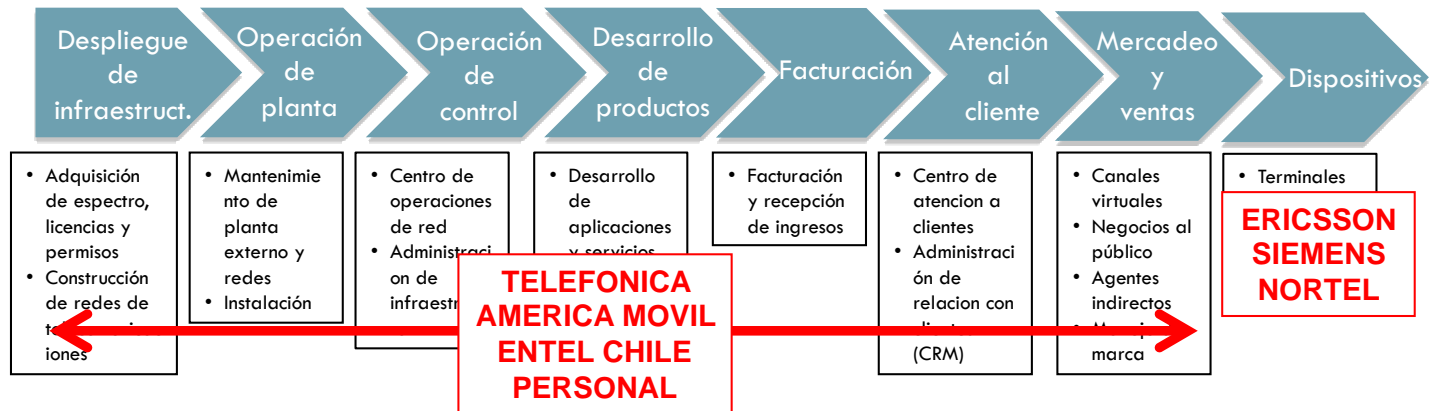 Despliegue
de
infraestruct.
Operación
de
planta
Operación
de
control
Desarrollo
de
productos
Facturación
Atención
al
cliente
Mercadeo
y
ventas
Dispositivos
• Adquisición
de espectro,
licencias y
permisos
• Construcción
de redes de
iones
• Mantenimie
nto de
planta
externo y
redes
• Instalación
• Centro de
operaciones
de red
• Administraci
on de
infraestr
• Desarrollo
de
aplicaciones
y servicios
• Facturación
y recepción
de ingresos
• Centro de
atencion a
clientes
• Administraci
ón de
relacion con
(CRM)
• Canales
virtuales
• Negocios al
público
• Agentes
indirectos
marca
• Terminales
TELEFONICA
AMERICA MOVIL
ENTEL CHILE
PERSONAL
ERICSSON
SIEMENS
NORTEL